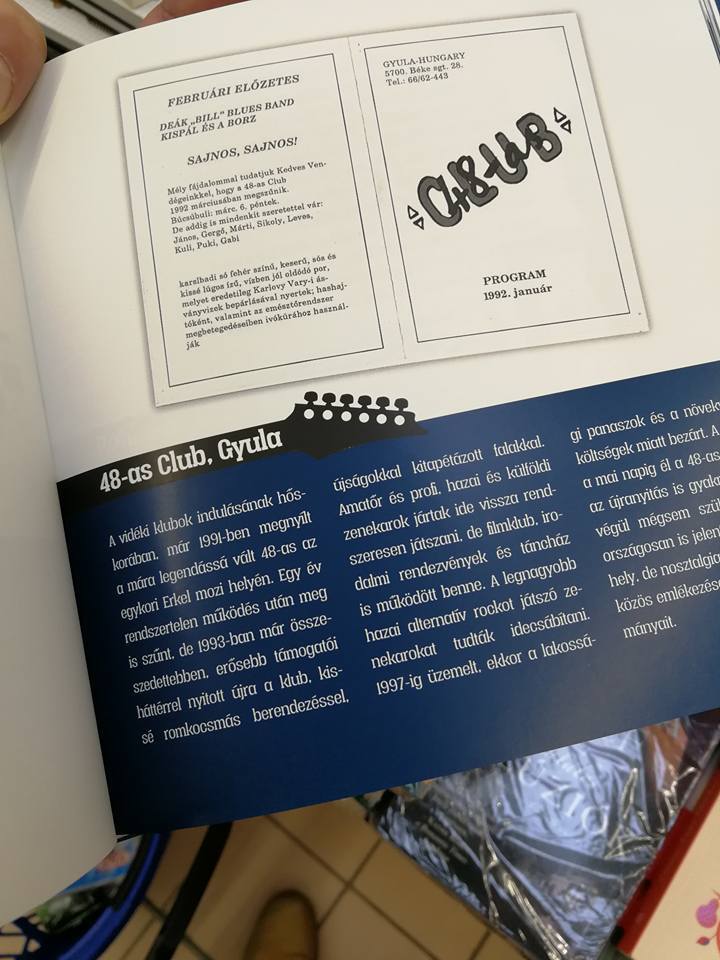 FEBRUÁRI ELŐZETES
DEÁK „BILL" BLUES BAND
KISPÁL ÉS A BORZ
SAJNOS, SAJNOS!
Mély fájdalommal tudatjuk Kedves Ven-
dégeinkkel, hogy a 48-as Club
1992 márciusában megszűnik.
Búcsúbuli: márc. 6. péntek.
De addig is mindenkit szeretettel vár:
János, Gergő, Márti, Sikoly, Leves,
Kuli, Puki, Gabi
karslbadi só fehér színű, keserű, sós és
kissé lúgos ízű, vízben jól oldódó por,
melyet eredetileg Karlovy Vary-i ás-
ványvizek bepárlásával nyertek; hashaj-
tóként, valamint az emésztőrendszer
megbetegedéseiben ivókúrához használ-
ják
GYULA-HUNGARY
5700. Béke sgt. 28.
Tel.: 66/62-443
PROGRAM
1992. január
48-as Club, Gyula
A vidéki klubok indulásának hős-
korában, már 1991-ben megnyílt
a mára legendássá vált 48-as az
egykori Erkel mozi helyén. Egy év
rendszertelen működés után meg
is szűnt, de 1993-ban már össze-
szedettebben, erősebb támogatói
háttérrel nyitott újra a klub, kis-
sé romkocsmás berendezéssel,
újságokkal kitapétázott falakkal.
Amatőr és profi, hazai és külföldi
zenekarok jártak ide vissza rend-
szeresen játszani, de filmklub, iro-
dalmi rendezvények és táncház
is működött benne. A legnagyobb
hazai alternatív rockot játszó ze-
nekarokat tudták idecsábítani.
1997-ig üzemelt, ekkor a lakossá-
gi panaszok és a növek
költségek miatt bezárt. A
a mai napig él a 48-as
az újranyitás is gyak
végül mégsem szül
országosan is jelen
hely, de nosztalgia
közös emlékezése
mányait.